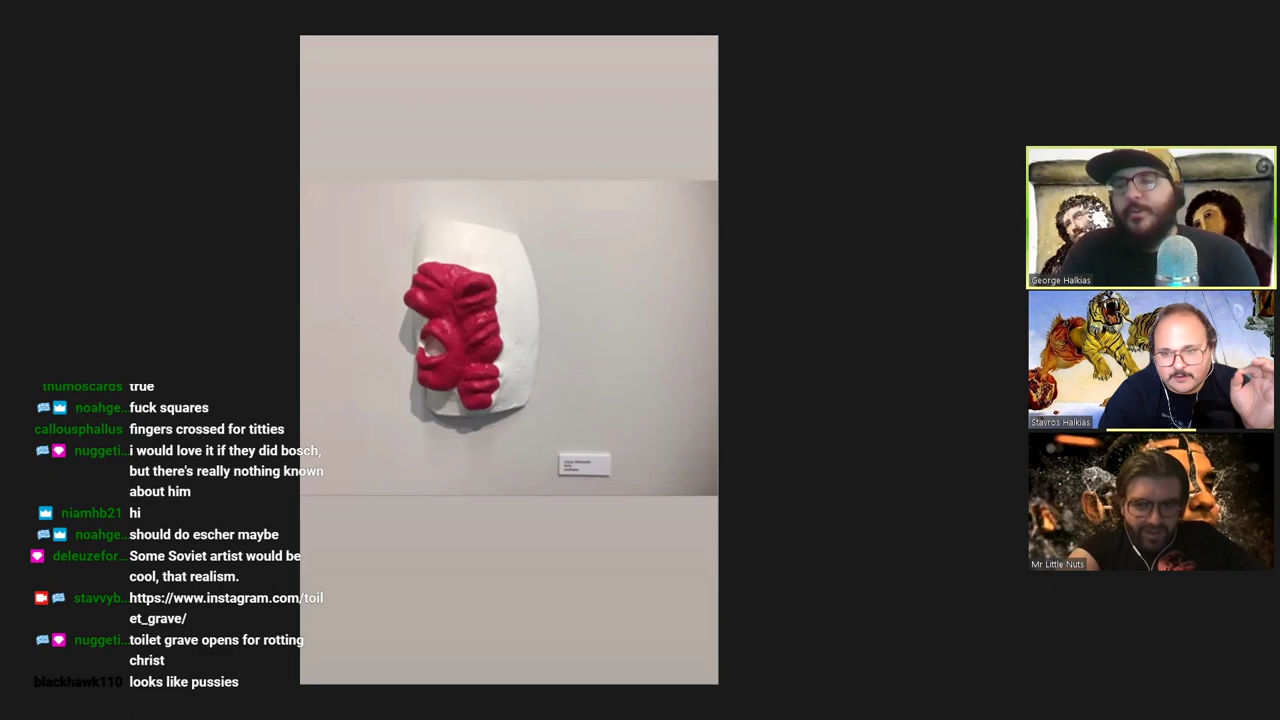 thumoscards true
noahge... fuck squares
callousphallus fingers crossed for titties
nuggeti... i would love it if they did bosch,
but there's really nothing known
about him
niamhb21 hi
noahge... should do escher maybe
deleuzefor... Some Soviet artist would be
cool, that realism.
stavvyb... https://www.instagram.com/toil
et_grave/
nuggeti... toilet grave opens for rotting
christ
blackhawk110 looks like pussies
George Halkias
Stavros Halkias
Mr Little Nuts